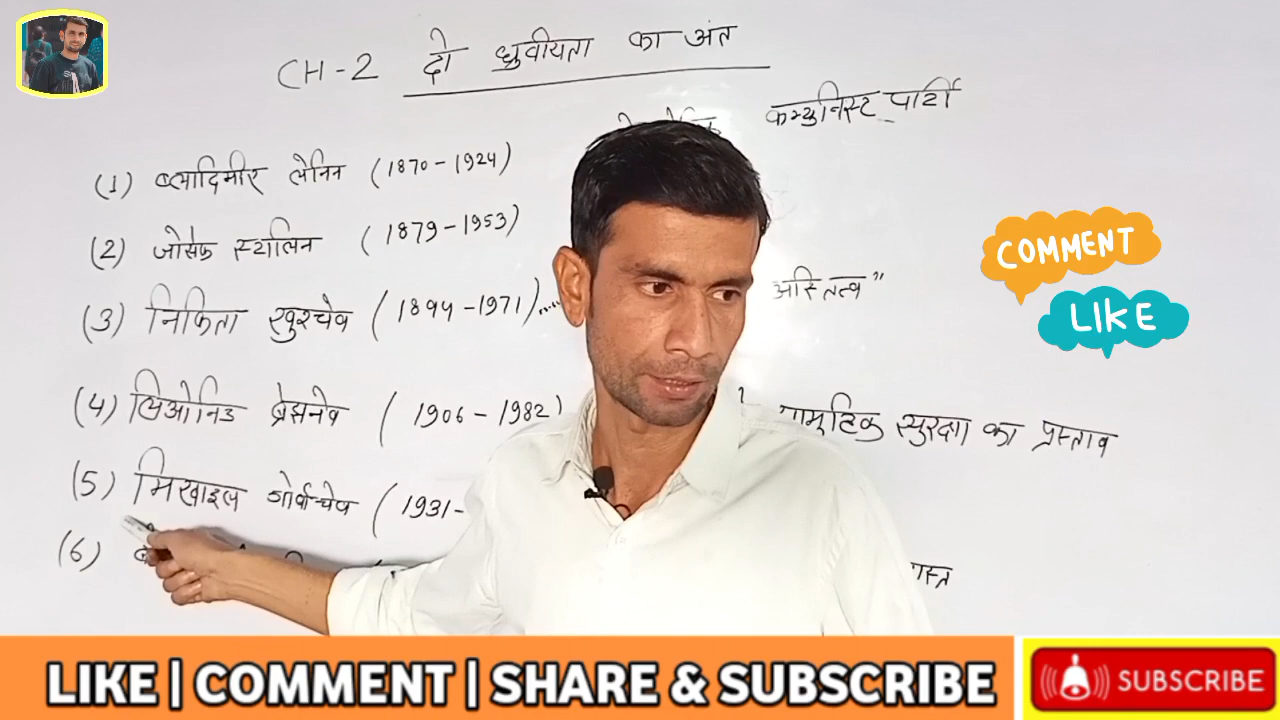 CH-2 दो ध्रुवीयता का अंत
कम्युनिस्ट पार्टी
(1) ब्लादिमीर लेनिन (1870-1924)
(2) जोसेफ स्टालिन (1879-1953)
(3) निकिता ख्रुश्चेव (1894-1971).... अस्तित्व"
(4) लिओनिड ब्रेझनेव (1906-1982) सामूहिक सुरक्षा का प्रस्ताव
(5) मिखाइल गोर्बाचेव (1931-
(6)
COMMENT
LIKE
LIKE | COMMENT | SHARE & SUBSCRIBE
SUBSCRIBE